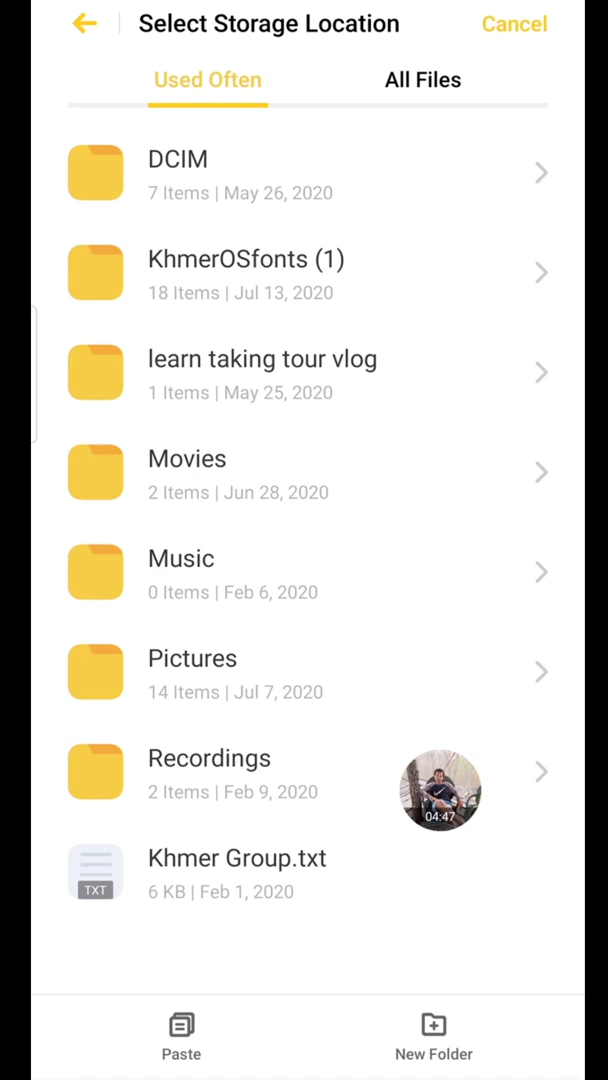 Select Storage Location
Cancel
Used Often
All Files
DCIM
7 Items | May 26, 2020
KhmerOSfonts (1)
18 Items | Jul 13, 2020
learn taking tour vlog
1 Items | May 25, 2020
Movies
2 Items | Jun 28, 2020
Music
0 Items | Feb 6, 2020
Pictures
14 Items | Jul 7, 2020
Recordings
2 Items | Feb 9, 2020
04:47
Khmer Group.txt
TXT
6 KB | Feb 1, 2020
Paste
New Folder